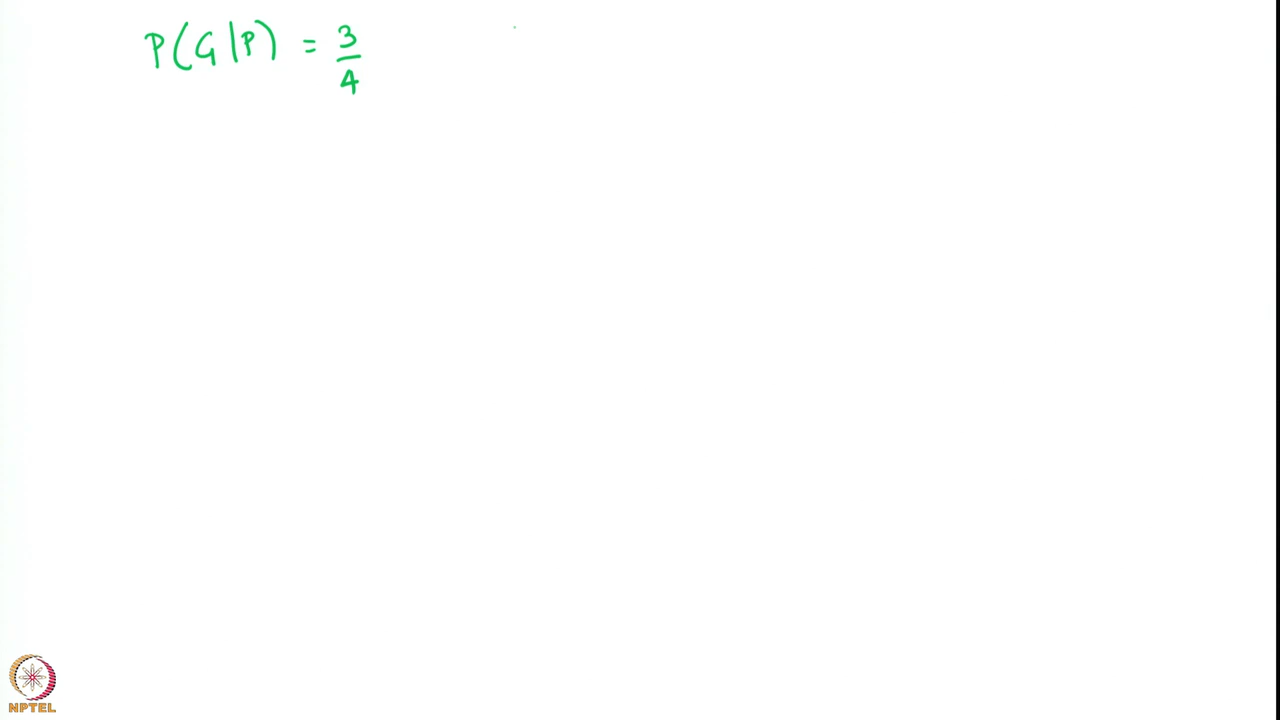 P(G|P) = 3/4
NPTEL